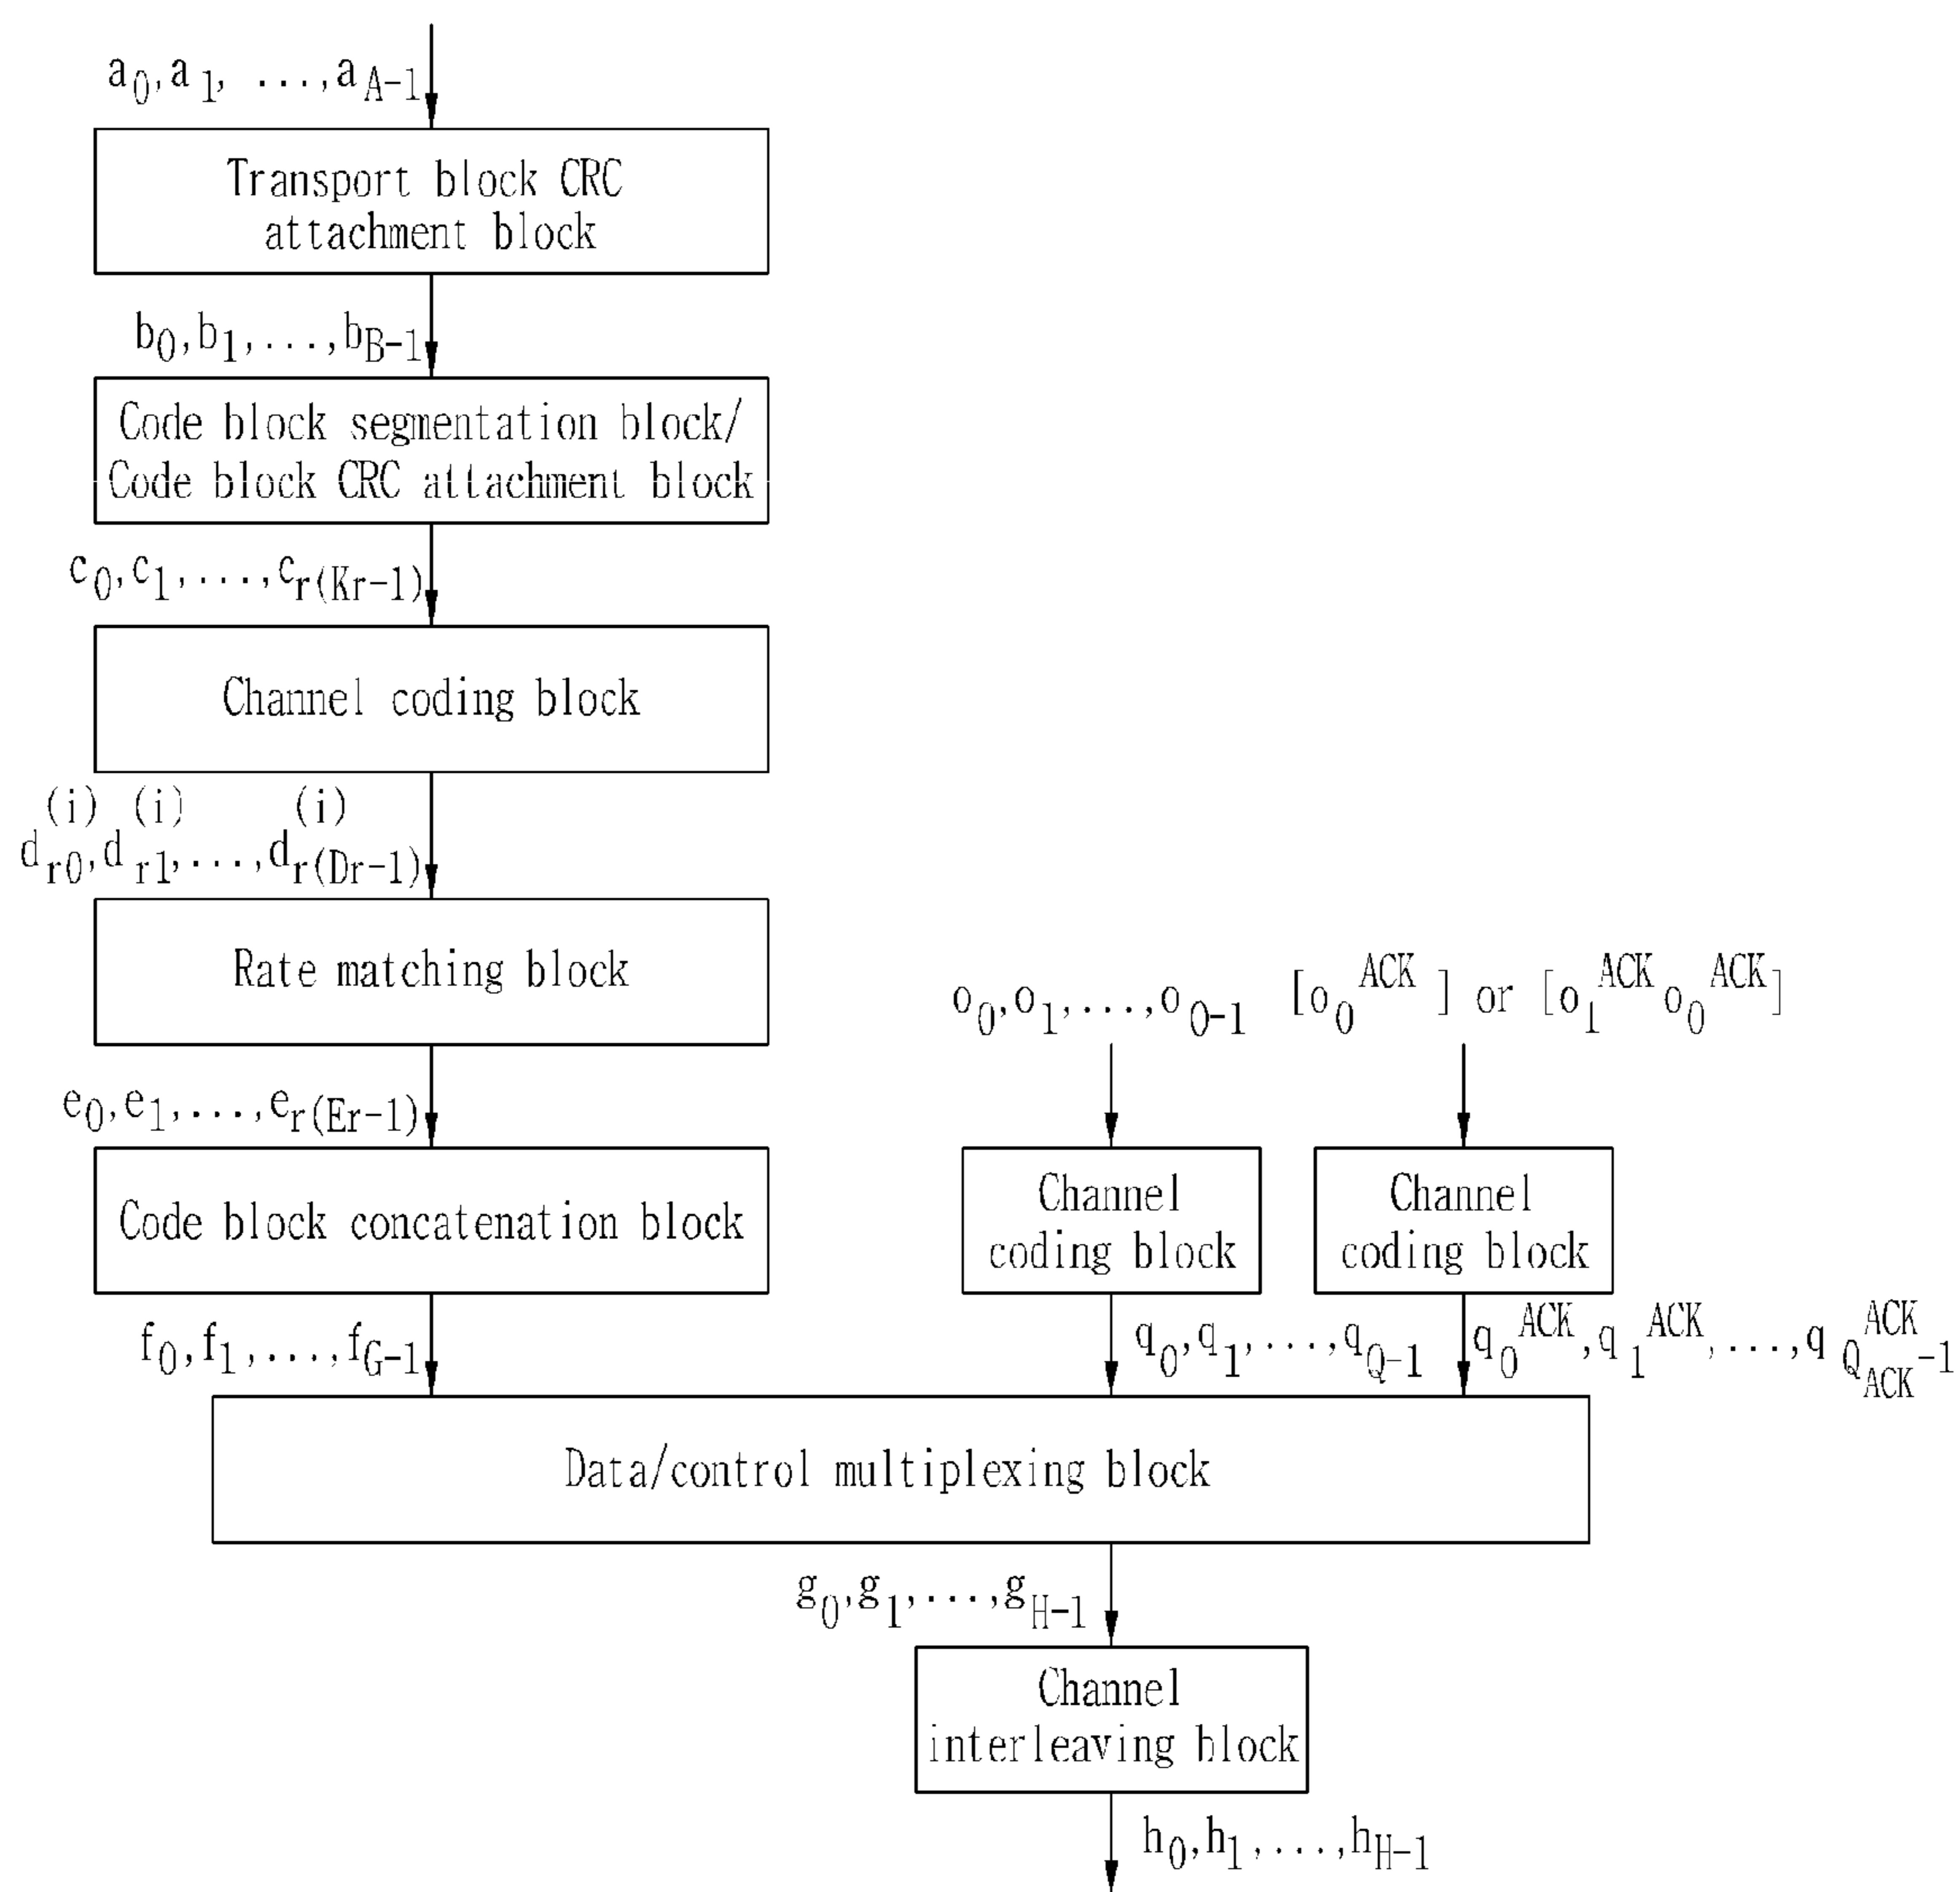 a0,a1, ...,aA-1
Transport block CRC
attachment block
b0,b1,...,bB-1
Code block segmentation block/
Code block CRC attachment block
c0,c1,...,cr(Kr-1)
Channel coding block
(i) (i) (i)
dr0,dr1,...,dr(Dr-1)
Rate matching block
o0,o1,...,oO-1
[o0ACK ] or [o1ACK o0ACK]
e0,e1,...,er(Er-1)
Code block concatenation block
Channel
coding block
Channel
coding block
f0,f1,...,fG-1
q0,q1,...,qQ-1
q0ACK,q1ACK,...,qQACK-1ACK
Data/control multiplexing block
g0,g1,...,gH-1
Channel
interleaving block
h0,h1,...,hH-1